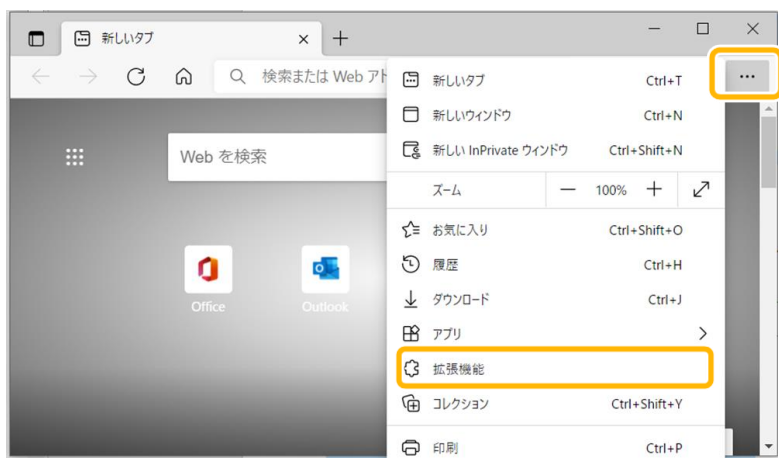 新しいタブ
検索または Web アド
Web を検索
Office
Outlook
新しいタブ Ctrl+T
新しいウィンドウ Ctrl+N
新しい InPrivate ウィンドウ Ctrl+Shift+N
ズーム 100%
お気に入り Ctrl+Shift+O
履歴 Ctrl+H
ダウンロード Ctrl+J
アプリ
拡張機能
コレクション Ctrl+Shift+Y
印刷 Ctrl+P